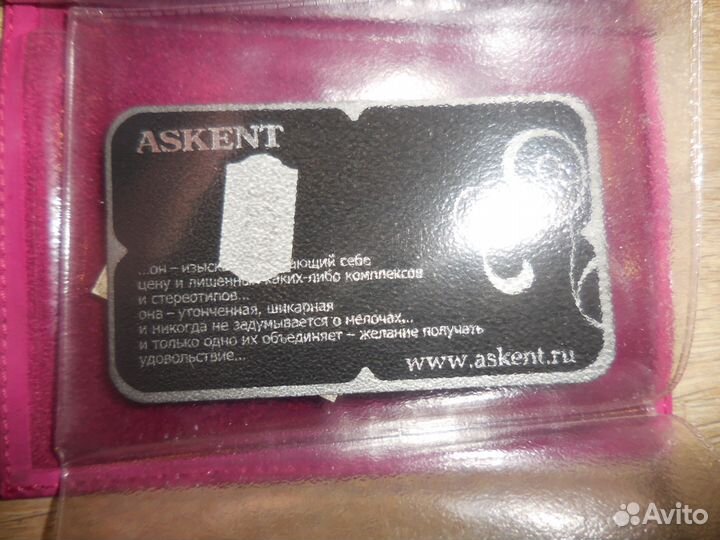 ASKENT
...он – изыск ающий себе
цену и лишенный каких-либо комплексов
и стереотипов...
она – утонченная, шикарная
и никогда не задумывается о мелочах...
и только одно их объединяет – желание получать
удовольствие...
www.askent.ru
Avito